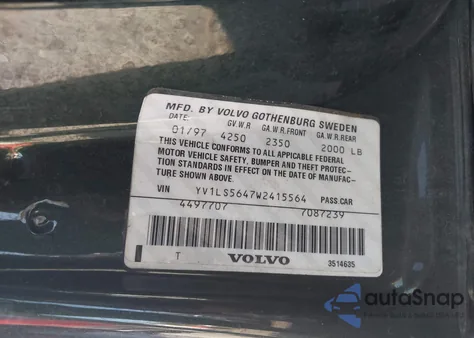 MFD. BY VOLVO GOTHENBURG SWEDEN
DATE: GV.W.R GA.W.R.FRONT GA.W.R.REAR
01/97 4250 2350 2000 LB
THIS VEHICLE CONFORMS TO ALL APPLICABLE FEDERAL
MOTOR VEHICLE SAFETY, BUMPER AND THEFT PROTEC-
TION STANDARDS IN EFFECT ON THE DATE OF MANUFAC-
TURE SHOWN ABOVE.
VIN YV1LS5647W2415564 PASS.CAR
4497707 7087239
T VOLVO 3514635
autoSnap